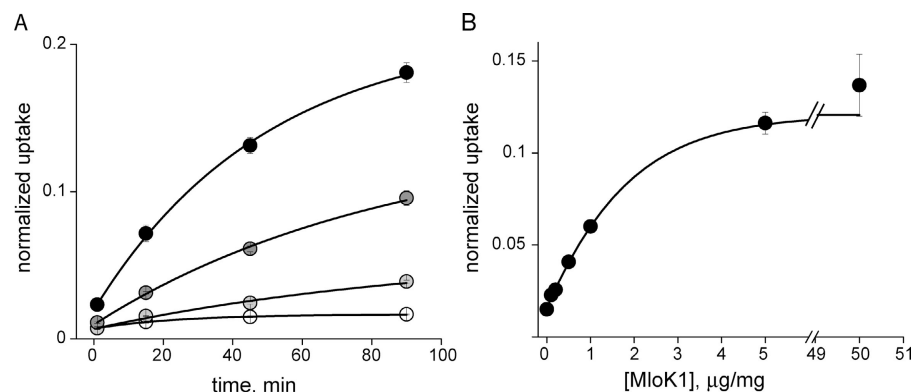 A
0.2
0.1
0
normalized uptake
0 20 40 60 80 100
time, min
B
0.15
0.1
0.05
normalized uptake
0 1 2 3 4 5 49 50 51
[MloK1], µg/mg